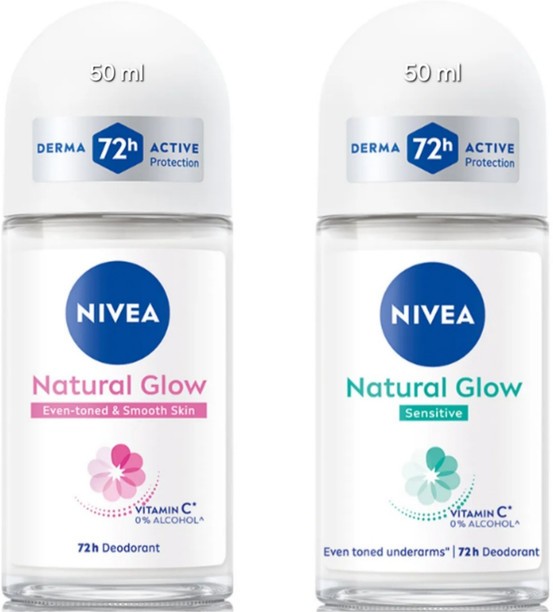 50 ml
DERMA 72h ACTIVE
Protection
NIVEA
Natural Glow
Even-toned & Smooth Skin
VITAMIN C*
0% ALCOHOL^
72h Deodorant
50 ml
DERMA 72h ACTIVE
Protection
NIVEA
Natural Glow
Sensitive
VITAMIN C*
0% ALCOHOL^
Even toned underarms" | 72h Deodorant